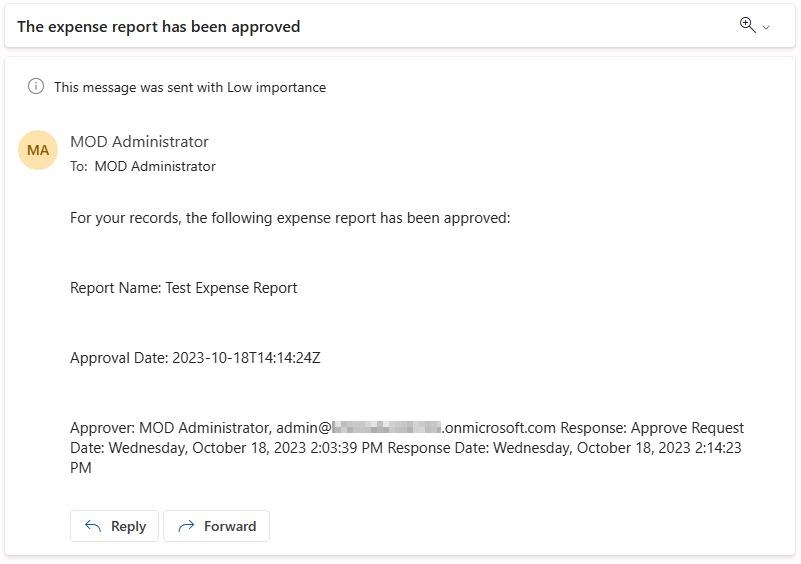 The expense report has been approved
This message was sent with Low importance
MA
MOD Administrator
To: MOD Administrator
For your records, the following expense report has been approved:
Report Name: Test Expense Report
Approval Date: 2023-10-18T14:14:24Z
Approver: MOD Administrator, admin@ .onmicrosoft.com Response: Approve Request
Date: Wednesday, October 18, 2023 2:03:39 PM Response Date: Wednesday, October 18, 2023 2:14:23
PM
Reply Forward